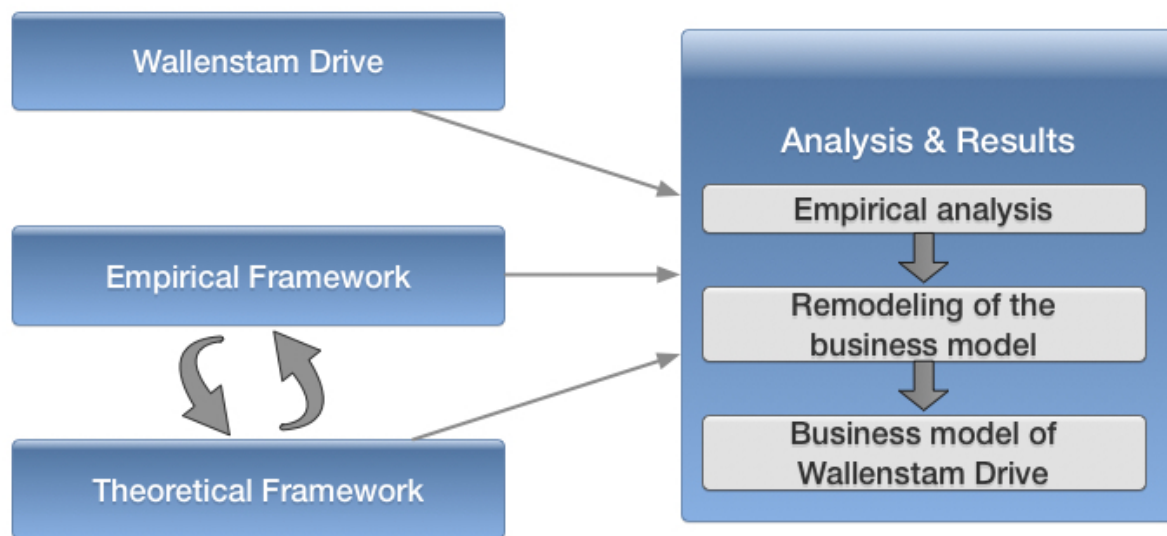 Wallenstam Drive
Empirical Framework
Theoretical Framework
Analysis & Results
Empirical analysis
Remodeling of the
business model
Business model of
Wallenstam Drive